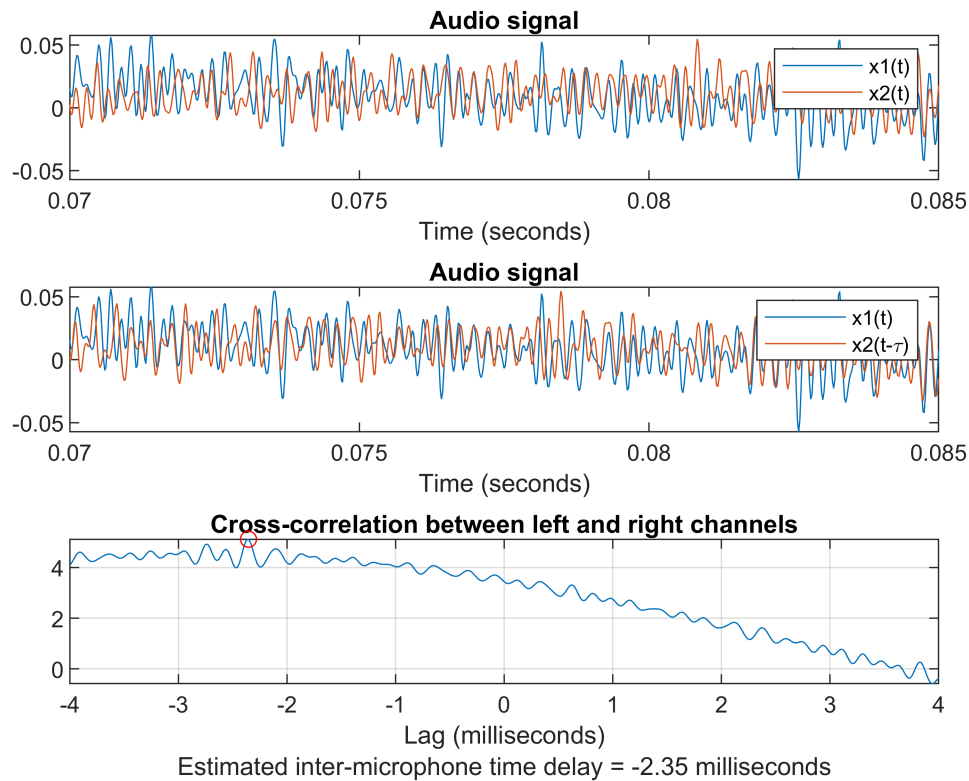 Audio signal
0.05
0
-0.05
x1(t)
x2(t)
0.07
0.075
0.08
0.085
Time (seconds)
Audio signal
0.05
0
-0.05
x1(t)
x2(t-τ)
0.07
0.075
0.08
0.085
Time (seconds)
Cross-correlation between left and right channels
4
2
0
-4
-3
-2
-1
0
1
2
3
4
Lag (milliseconds)
Estimated inter-microphone time delay = -2.35 milliseconds